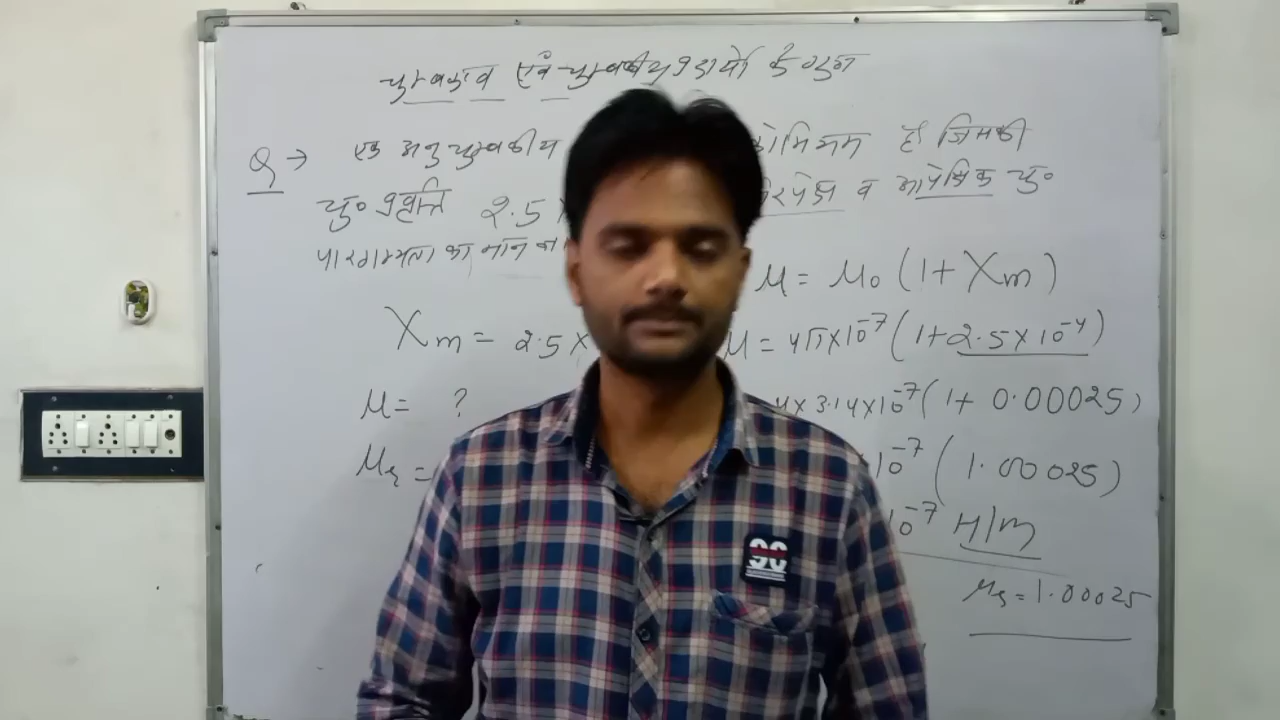 चुम्बकत्व एवं चुम्बकीय पदार्थो के गुण
Q → एक अनुचुम्बकीय ोमियम है जिसकी
चु० प्रवृत्ति 2.5 व आपेक्षिक चु०
पारगम्यता का मान
μ = μ₀ (1+ Xm)
Xm = 2.5 ×
μ = 4π×10⁻⁷ (1+2.5×10⁻⁴)
μ = ?
4×3.14×10⁻⁷ (1+ 0.00025)
μr =
10⁻⁷ (1.00025)
10⁻⁷ H/m
μr = 1.00025
96